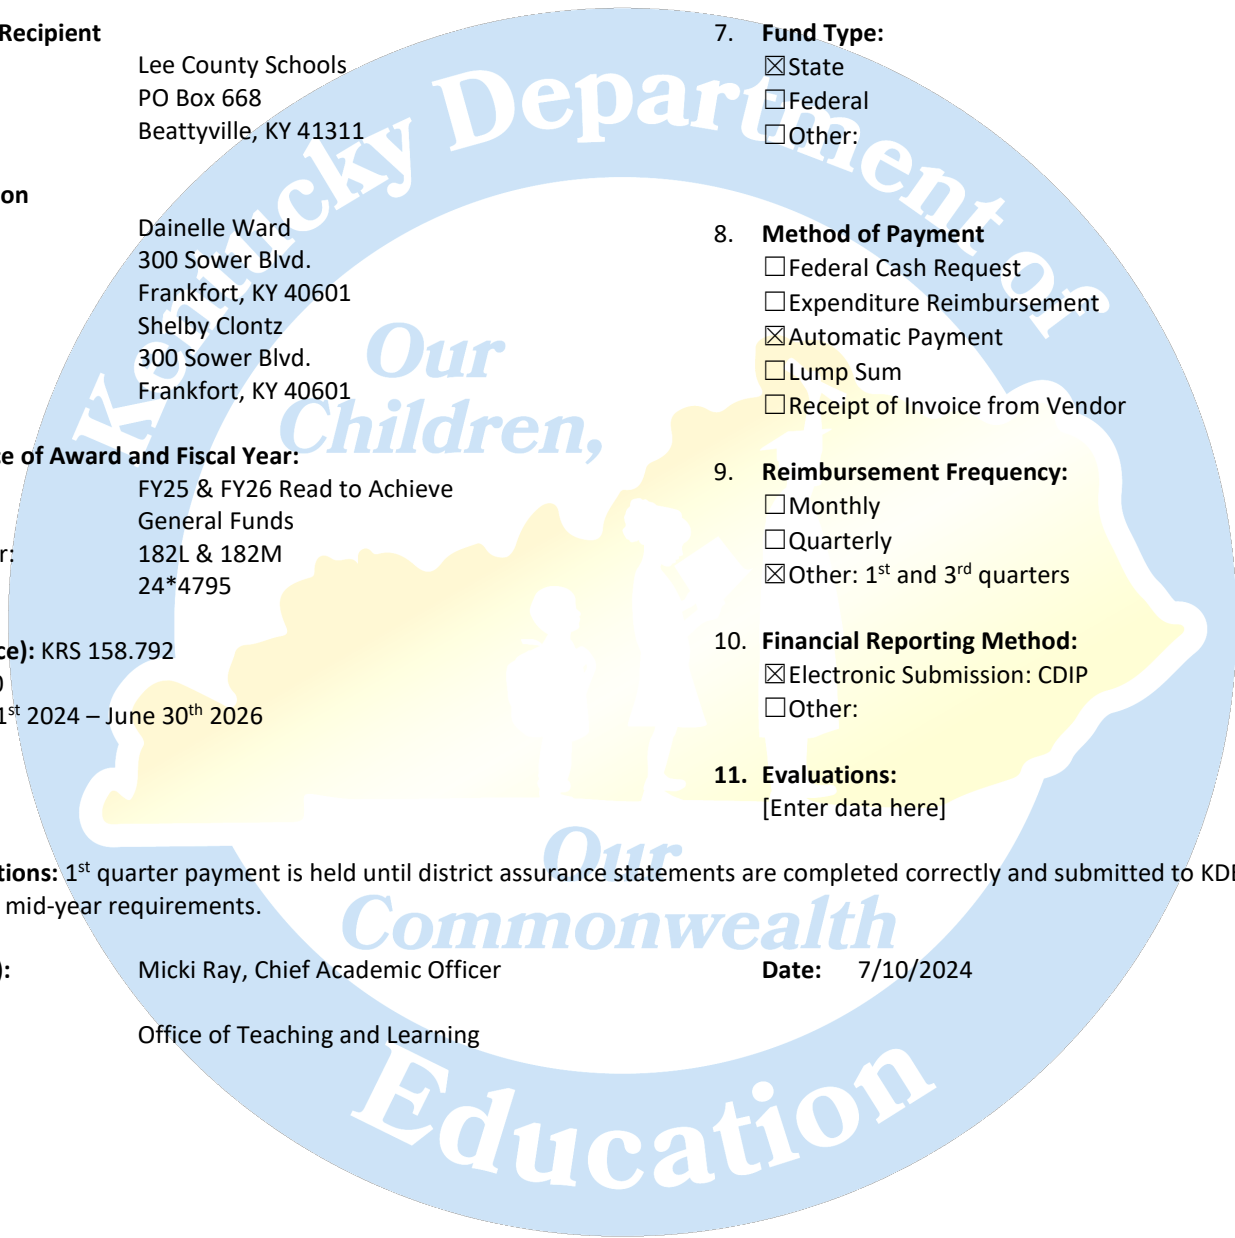 Recipient
Lee County Schools
PO Box 668
Beattyville, KY 41311
on
Dainelle Ward
300 Sower Blvd.
Frankfort, KY 40601
Shelby Clontz
300 Sower Blvd.
Frankfort, KY 40601
ce of Award and Fiscal Year:
FY25 & FY26 Read to Achieve
General Funds
r: 182L & 182M
24*4795
ce): KRS 158.792
0
1st 2024 – June 30th 2026
7. Fund Type:
☒State
☐Federal
☐Other:
8. Method of Payment
☐Federal Cash Request
☐Expenditure Reimbursement
☒Automatic Payment
☐Lump Sum
☐Receipt of Invoice from Vendor
9. Reimbursement Frequency:
☐Monthly
☐Quarterly
☒Other: 1st and 3rd quarters
10. Financial Reporting Method:
☒Electronic Submission: CDIP
☐Other:
11. Evaluations:
[Enter data here]
tions: 1st quarter payment is held until district assurance statements are completed correctly and submitted to KDE
mid-year requirements.
): Micki Ray, Chief Academic Officer Date: 7/10/2024
Office of Teaching and Learning
Kentucky Department of
Education
Our
Children,
Our
Commonwealth